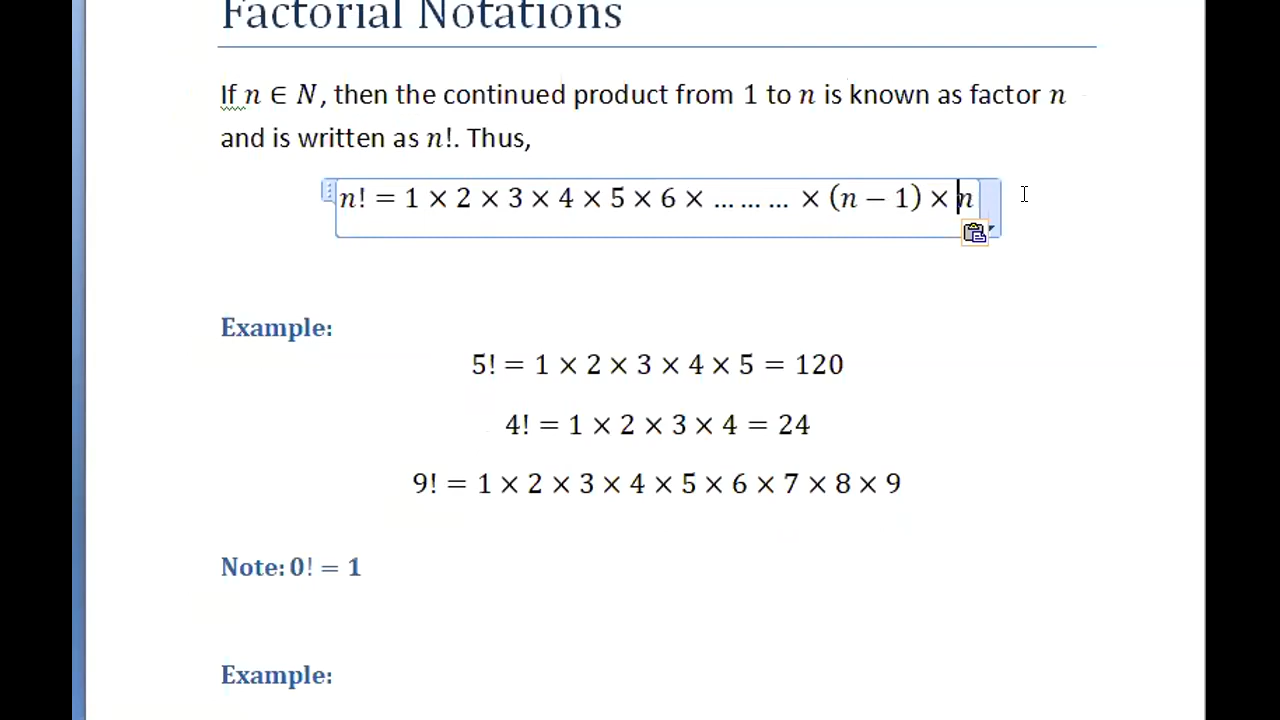 Factorial Notations
If n ∈ N, then the continued product from 1 to n is known as factor n
and is written as n!. Thus,
n! = 1 × 2 × 3 × 4 × 5 × 6 × ... ... ... × (n − 1) × n
Example:
5! = 1 × 2 × 3 × 4 × 5 = 120
4! = 1 × 2 × 3 × 4 = 24
9! = 1 × 2 × 3 × 4 × 5 × 6 × 7 × 8 × 9
Note: 0! = 1
Example: